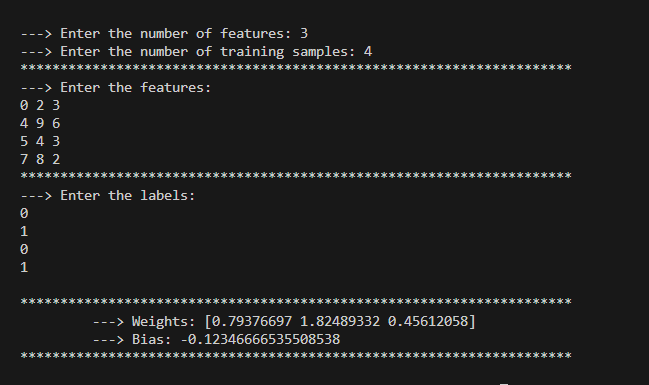 ---> Enter the number of features: 3
---> Enter the number of training samples: 4
*********************************************************************
---> Enter the features:
0 2 3
4 9 6
5 4 3
7 8 2
*********************************************************************
---> Enter the labels:
0
1
0
1
*********************************************************************
---> Weights: [0.79376697 1.82489332 0.45612058]
---> Bias: -0.12346666535508538
*********************************************************************